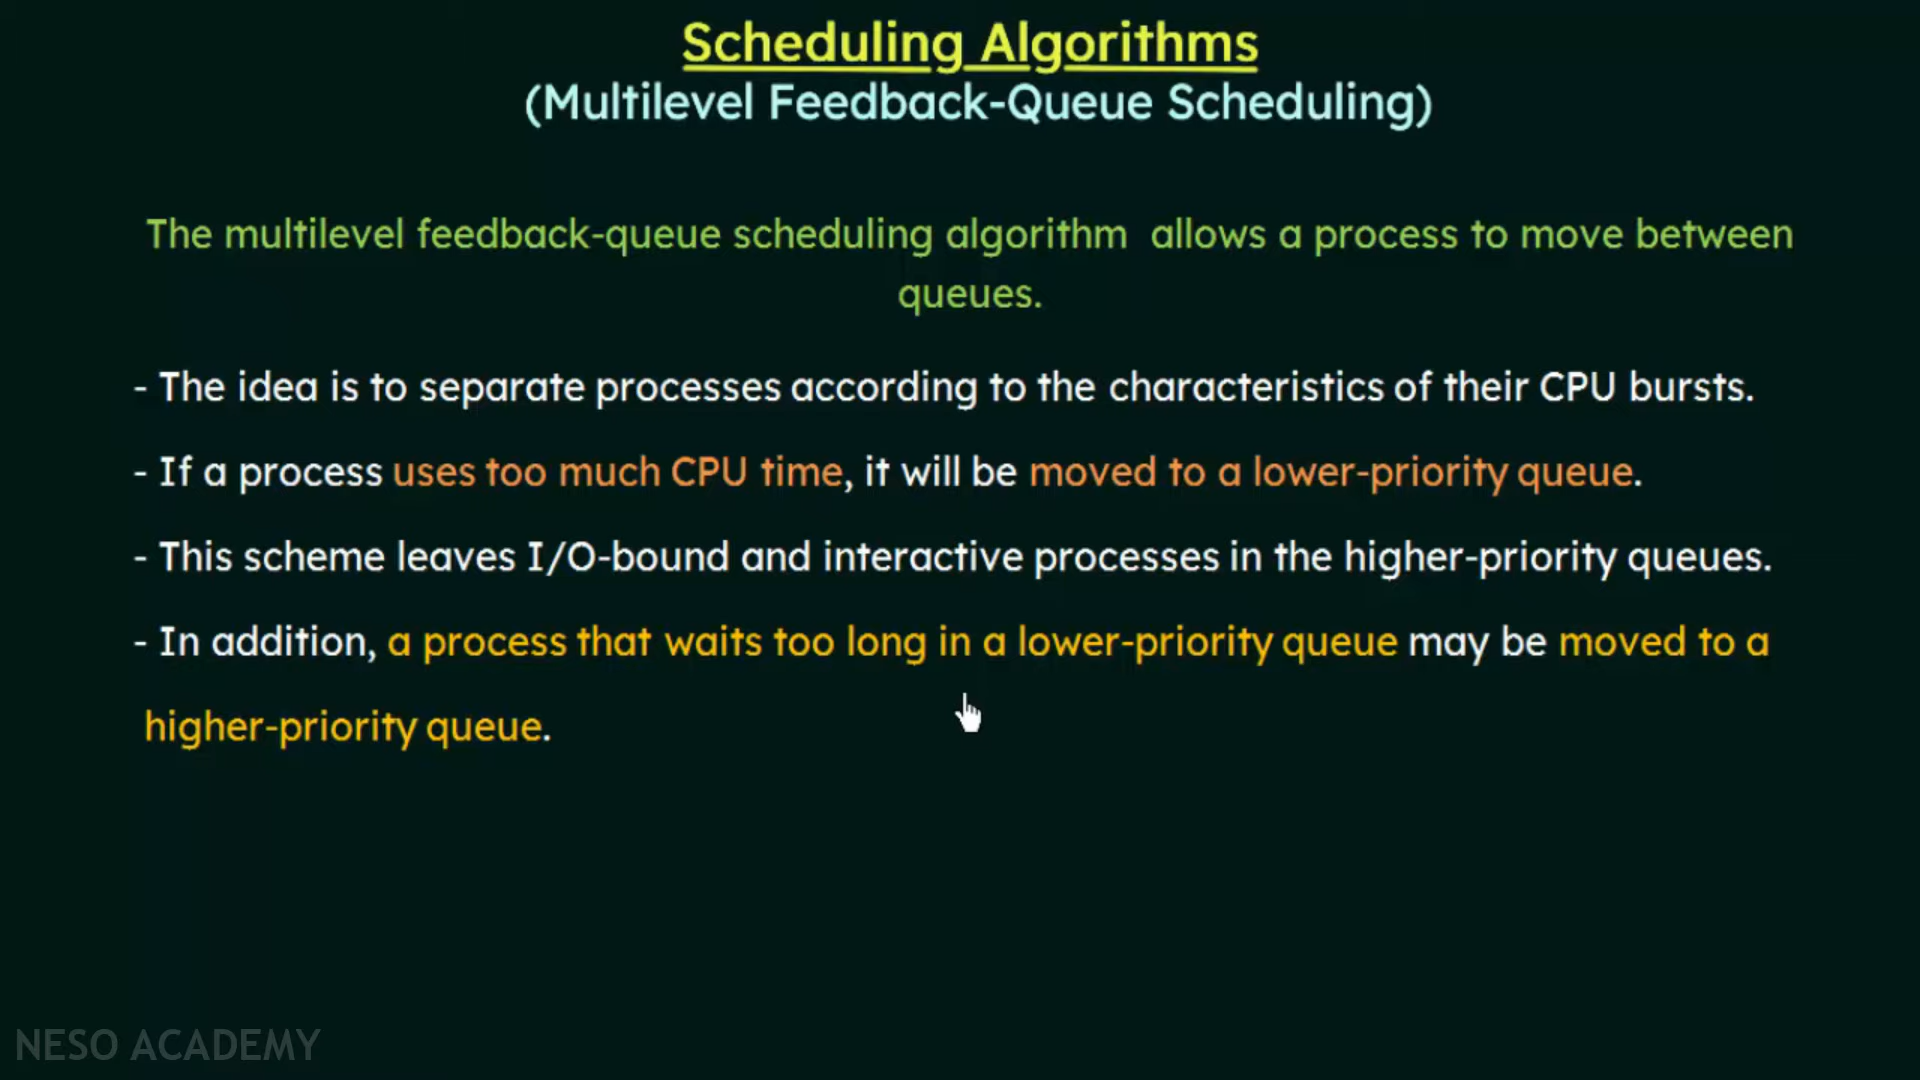 Scheduling Algorithms
(Multilevel Feedback-Queue Scheduling)
The multilevel feedback-queue scheduling algorithm allows a process to move between
queues.
- The idea is to separate processes according to the characteristics of their CPU bursts.
- If a process uses too much CPU time, it will be moved to a lower-priority queue.
- This scheme leaves I/O-bound and interactive processes in the higher-priority queues.
- In addition, a process that waits too long in a lower-priority queue may be moved to a
higher-priority queue.
NESO ACADEMY